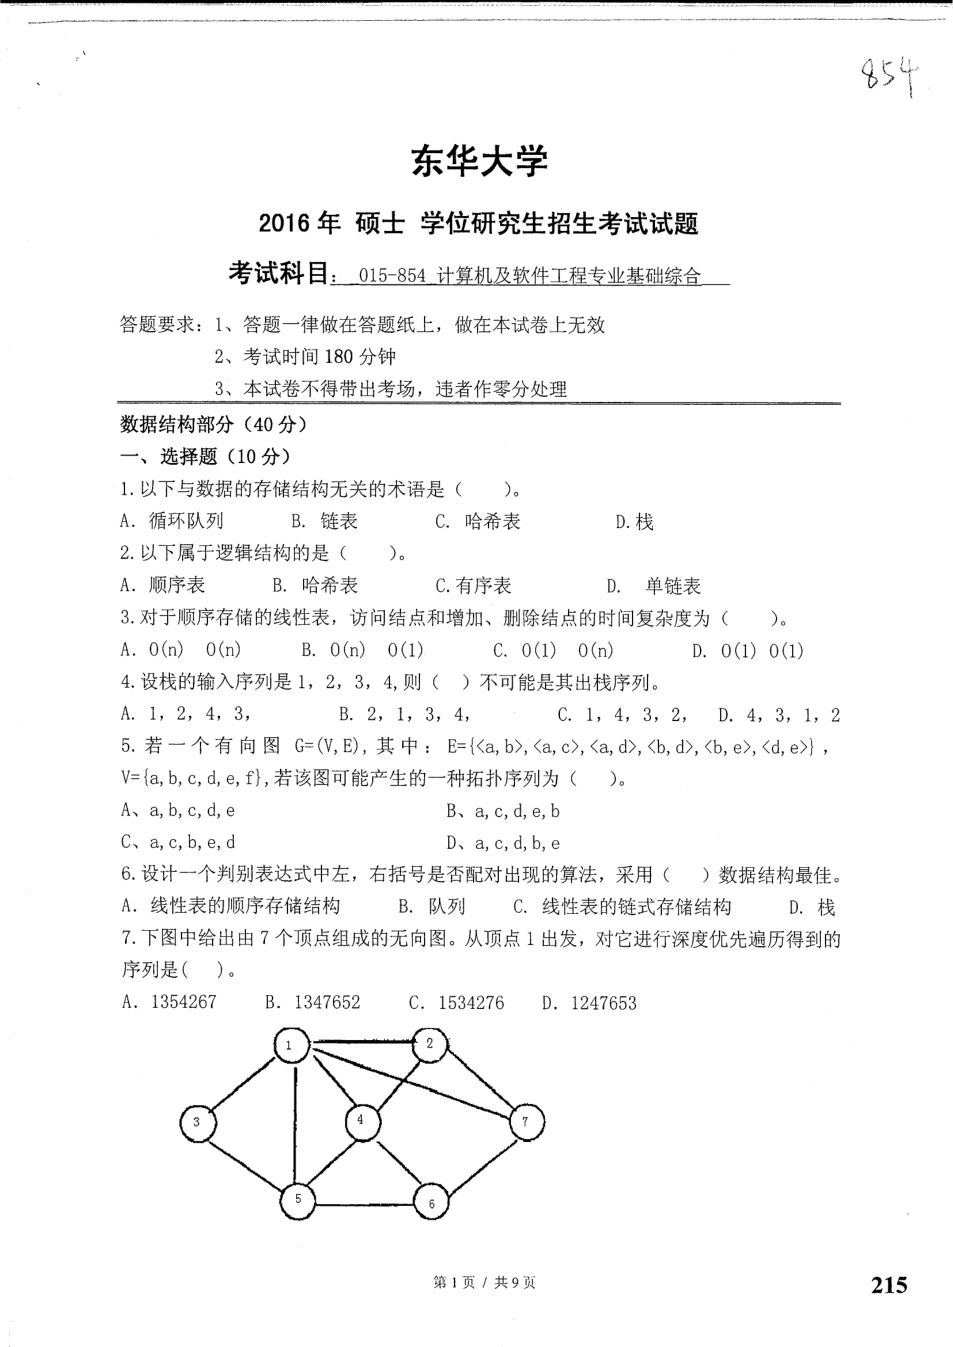 854
东华大学
2016 年 硕士 学位研究生招生考试试题
考试科目: 015-854 计算机及软件工程专业基础综合
答题要求：1、答题一律做在答题纸上，做在本试卷上无效
2、考试时间 180 分钟
3、本试卷不得带出考场，违者作零分处理
数据结构部分（40 分）
一、选择题（10 分）
1.以下与数据的存储结构无关的术语是（　　）。
A. 循环队列 B. 链表 C. 哈希表 D.栈
2.以下属于逻辑结构的是（　　）。
A. 顺序表 B. 哈希表 C.有序表 D. 单链表
3.对于顺序存储的线性表，访问结点和增加、删除结点的时间复杂度为（　　）。
A. O(n) O(n) B. O(n) O(1) C. O(1) O(n) D. O(1) O(1)
4.设栈的输入序列是 1，2，3，4,则（　）不可能是其出栈序列。
A. 1，2，4，3， B. 2，1，3，4， C. 1，4，3，2， D. 4，3，1，2
5. 若一个有向图 G=(V,E),其中： E={<a,b>,<a,c>,<a,d>,<b,d>,<b,e>,<d,e>}，
V={a,b,c,d,e,f},若该图可能产生的一种拓扑序列为（　　）。
A、a,b,c,d,e B、a,c,d,e,b
C、a,c,b,e,d D、a,c,d,b,e
6.设计一个判别表达式中左，右括号是否配对出现的算法，采用（　　）数据结构最佳。
A. 线性表的顺序存储结构 B. 队列 C. 线性表的链式存储结构 D. 栈
7.下图中给出由 7 个顶点组成的无向图。从顶点 1 出发，对它进行深度优先遍历得到的
序列是(　　)。
A. 1354267 B. 1347652 C. 1534276 D. 1247653
1
2
3
4
7
5
6
第 1 页 / 共 9 页
215